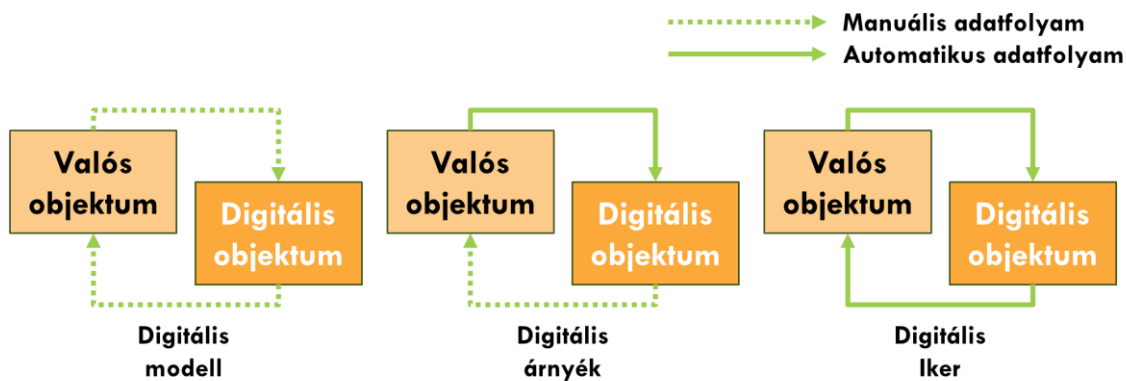 Manuális adatfolyam
Automatikus adatfolyam
Valós
objektum
Digitális
objektum
Digitális
modell
Valós
objektum
Digitális
objektum
Digitális
árnyék
Valós
objektum
Digitális
objektum
Digitális
Iker